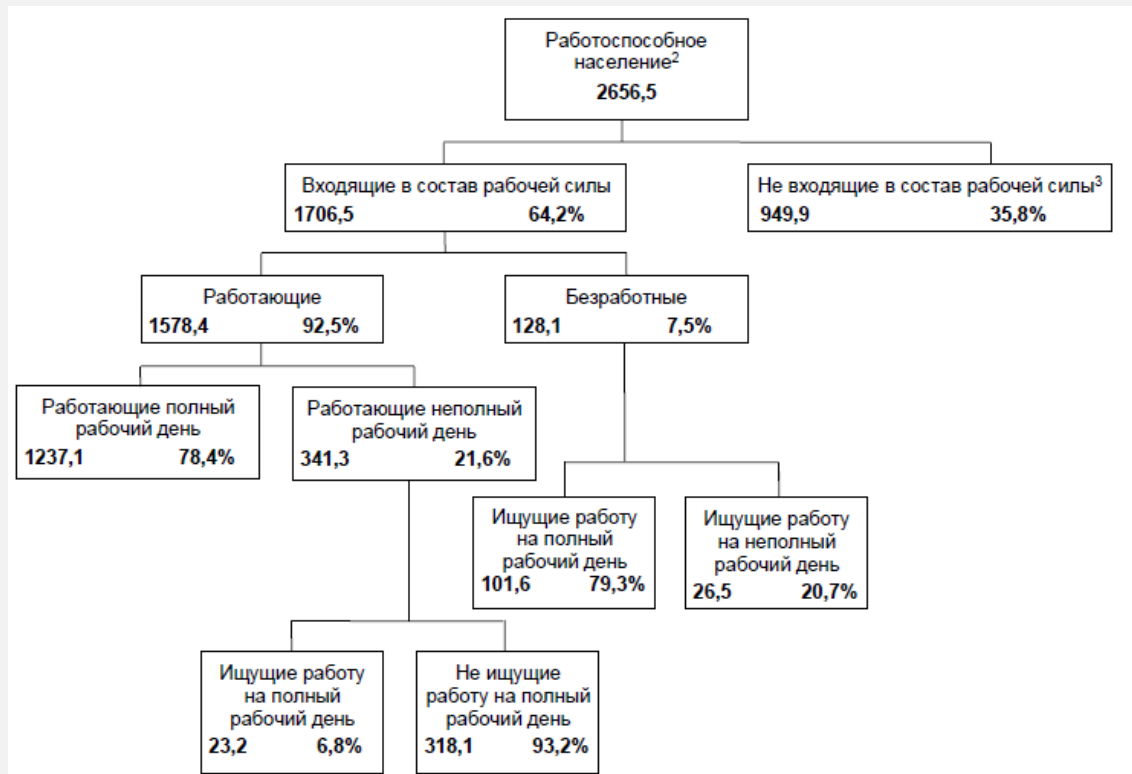 Работоспособное
население²
2656,5
Входящие в состав рабочей силы
1706,5 64,2%
Не входящие в состав рабочей силы³
949,9 35,8%
Работающие
1578,4 92,5%
Безработные
128,1 7,5%
Работающие полный
рабочий день
1237,1 78,4%
Работающие неполный
рабочий день
341,3 21,6%
Ищущие работу
на полный
рабочий день
101,6 79,3%
Ищущие работу
на неполный
рабочий день
26,5 20,7%
Ищущие работу
на полный
рабочий день
23,2 6,8%
Не ищущие
работу на полный
рабочий день
318,1 93,2%